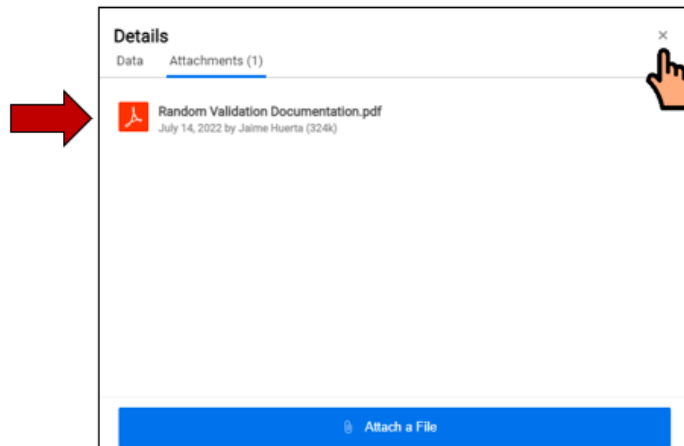 Details
×
Data Attachments (1)
Random Validation Documentation.pdf
July 14, 2022 by Jaime Huerta (324k)
Attach a File